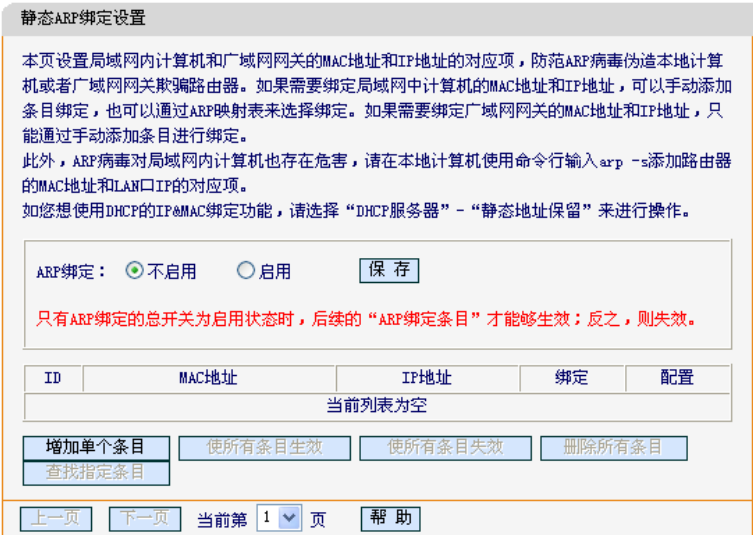 静态ARP绑定设置
本页设置局域网内计算机和广域网网关的MAC地址和IP地址的对应项，防范ARP病毒伪造本地计算
机或者广域网网关欺骗路由器。如果需要绑定局域网中计算机的MAC地址和IP地址，可以手动添加
条目绑定，也可以通过ARP映射表来选择绑定。如果需要绑定广域网网关的MAC地址和IP地址，只
能通过手动添加条目进行绑定。
此外，ARP病毒对局域网内计算机也存在危害，请在本地计算机使用命令行输入arp -s添加路由器
的MAC地址和LAN口IP的对应项。
如您想使用DHCP的IP&MAC绑定功能，请选择“DHCP服务器”-“静态地址保留”来进行操作。
ARP绑定： 不启用 启用 保 存
只有ARP绑定的总开关为启用状态时，后续的“ARP绑定条目”才能够生效；反之，则失效。
ID MAC地址 IP地址 绑定 配置
当前列表为空
增加单个条目 使所有条目生效 使所有条目失效 删除所有条目
查找指定条目
上一页 下一页 当前第 1 页 帮 助